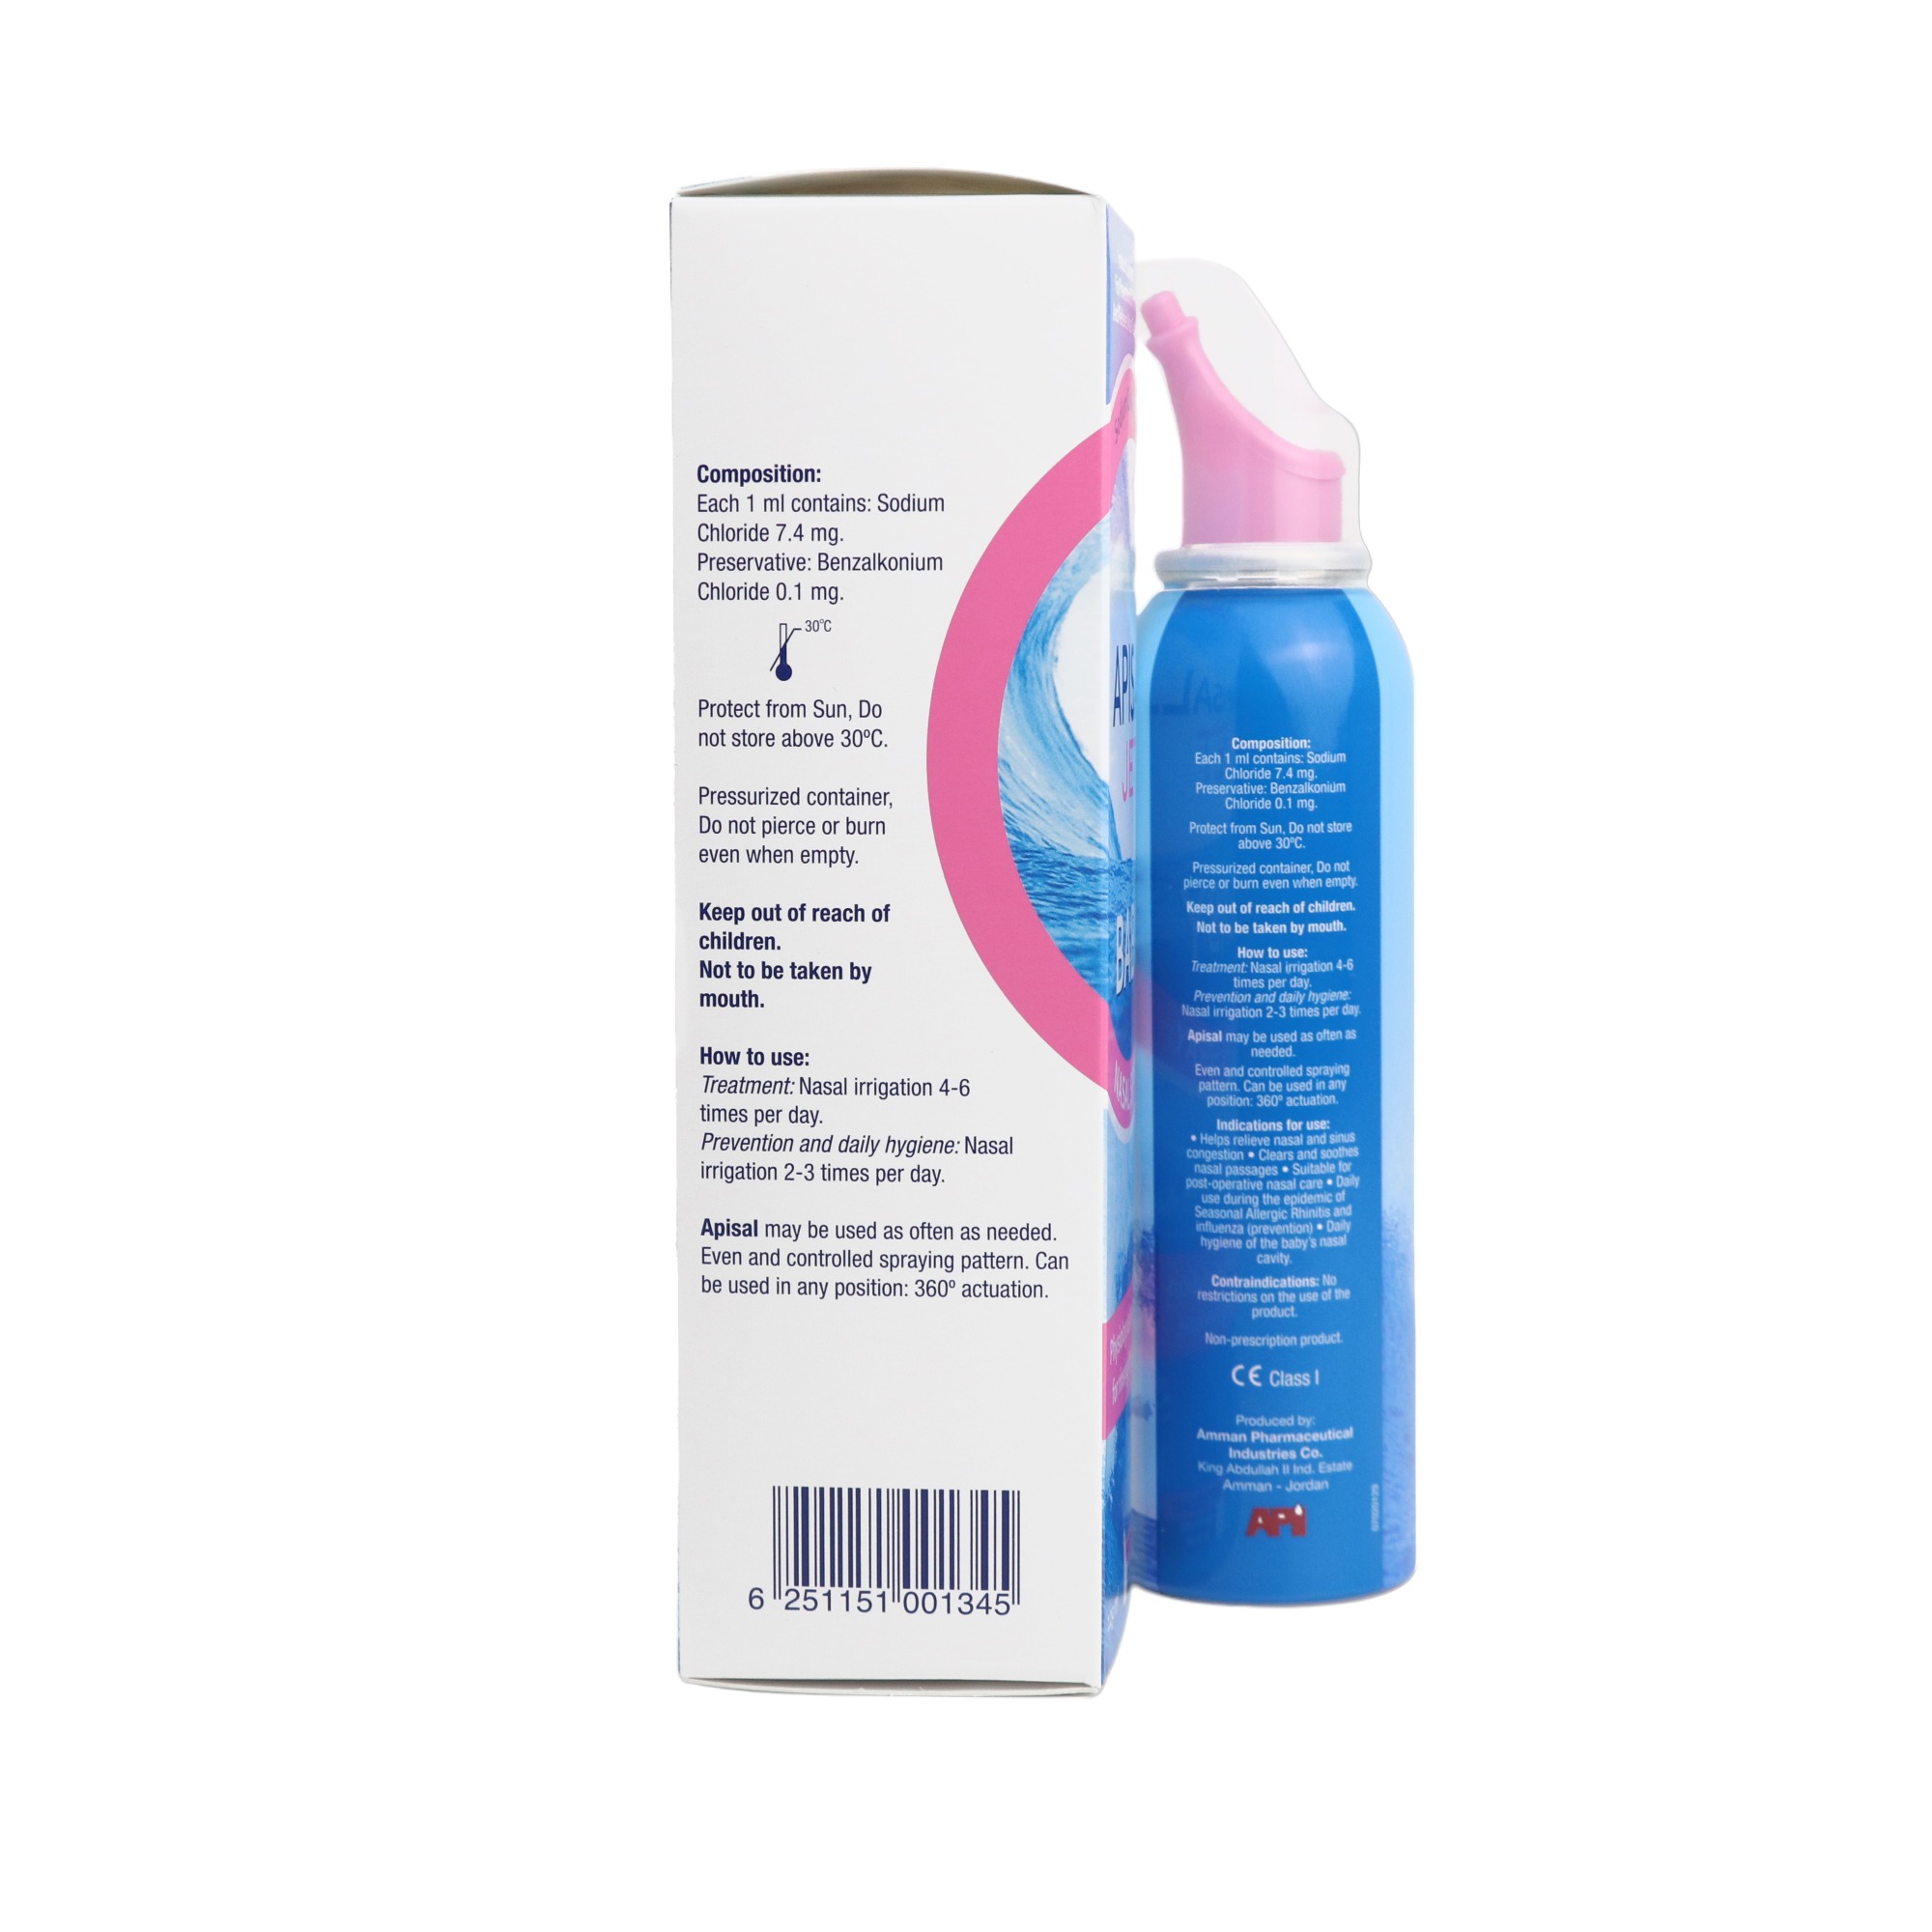 Composition:
Each 1 ml contains: Sodium
Chloride 7.4 mg.
Preservative: Benzalkonium
Chloride 0.1 mg.
30°C
Protect from Sun, Do
not store above 30ºC.
Pressurized container,
Do not pierce or burn
even when empty.
Keep out of reach of
children.
Not to be taken by
mouth.
How to use:
Treatment: Nasal irrigation 4-6
times per day.
Prevention and daily hygiene: Nasal
irrigation 2-3 times per day.
Apisal may be used as often as needed.
Even and controlled spraying pattern. Can
be used in any position: 360º actuation.
6 251151 001345
Composition:
Each 1 ml contains: Sodium
Chloride 7.4 mg.
Preservative: Benzalkonium
Chloride 0.1 mg.
Protect from Sun, Do not store
above 30ºC.
Pressurized container, Do not
pierce or burn even when empty.
Keep out of reach of children.
Not to be taken by mouth.
How to use:
Treatment: Nasal irrigation 4-6
times per day.
Prevention and daily hygiene:
Nasal irrigation 2-3 times per day.
Apisal may be used as often as
needed.
Even and controlled spraying
pattern. Can be used in any
position: 360º actuation.
Indications for use:
• Helps relieve nasal and sinus
congestion • Clears and soothes
nasal passages • Suitable for
post-operative nasal care • Daily
use during the epidemic of
Seasonal Allergic Rhinitis and
influenza (prevention) • Daily
hygiene of the baby's nasal
cavity.
Contraindications: No
restrictions on the use of the
product.
Non-prescription product.
CE Class I
Produced by:
Amman Pharmaceutical
Industries Co.
King Abdullah II Ind. Estate
Amman - Jordan
API